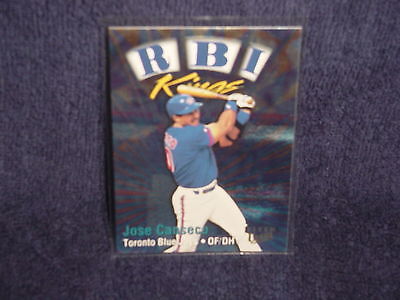 RBI
Kings
Jose Canseco
Toronto Blue • OF/DH